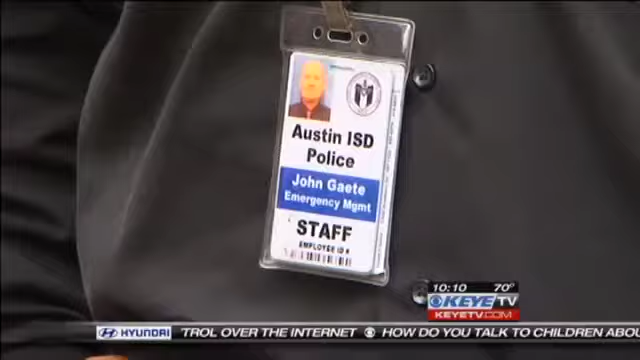 Austin ISD
Police
John Gaete
Emergency Mgmt
STAFF
EMPLOYEE ID #
10:10 70°
KEYE TV
KEYETV.COM
HYUNDAI TROL OVER THE INTERNET HOW DO YOU TALK TO CHILDREN ABOU